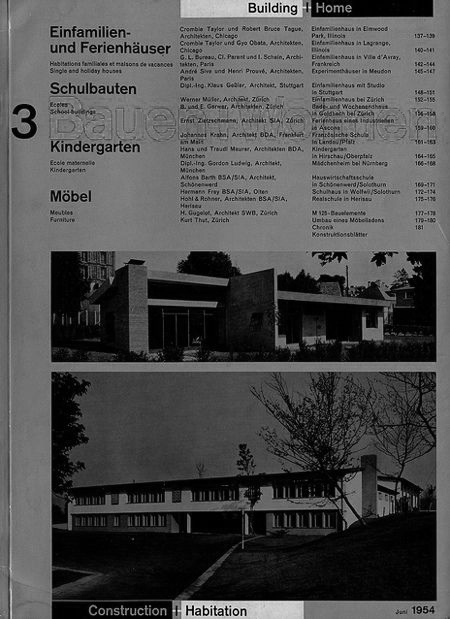 Building + Home
Einfamilien-
und Ferienhäuser
Habitations familiales et maisons de vacances
Single and holiday houses
Schulbauten
Ecoles
School buildings
3
Bauen+Wohnen
Kindergarten
Ecole maternelle
Kindergarten
Möbel
Meubles
Furniture
Crombie Taylor und Robert Bruce Tague,
Architekten, Chicago
Crombie Taylor und Gyo Obata, Architekten,
Chicago
G. L. Bureau, Cl. Parent und I. Schein, Archi-
tekten, Paris
André Sive und Henri Prouvé, Architekten,
Paris
Dipl.-Ing. Klaus Geßler, Architekt, Stuttgart
Werner Müller, Architekt, Zürich
B. und E. Gerwer, Architekten, Zürich
Ernst Zietzschmann, Architekt SIA, Zürich
Johannes Krahn, Architekt BDA, Frankfurt
am Main
Hans und Traudl Maurer, Architekten BDA,
München
Dipl.-Ing. Gordon Ludwig, Architekt,
München
Alfons Barth BSA/SIA,
Schönenwerd
Hermann Frey BSA/SIA, Olten
Hohl & Rohner, Architekten BSA/SIA,
Herisau
H. Gugelot, Architekt SWB, Zürich
Kurt Thut, Zürich
Einfamilienhaus in Elmwood
Park, Illinois 137–139
Einfamilienhaus in Lagrange,
Illinois 140–141
Einfamilienhaus in Ville d'Avray,
Frankreich 142–144
Experimenthäuser in Meudon 145–147
Einfamilienhaus mit Studio
in Stuttgart 148–151
Einfamilienhaus bei Zürich 152–155
Bade- und Wochenendhaus
in Goldbach bei Zürich 156–158
Ferienhaus eines Industriellen
in Ascona 159–160
Französische Schule
in Landau/Pfalz 161–163
Kindergarten
in Hirschau/Oberpfalz 164–165
Mädchenheim bei Nürnberg 166–168
Hauswirtschaftsschule
in Schönenwerd/Solothurn 169–171
Schulhaus in Wolfwil/Solothurn 172–174
Realschule in Herisau 175–176
M 125-Bauelemente 177–178
Umbau eines Möbelladens 179–180
Chronik 181
Konstruktionsblätter
Construction + Habitation
Juni 1954